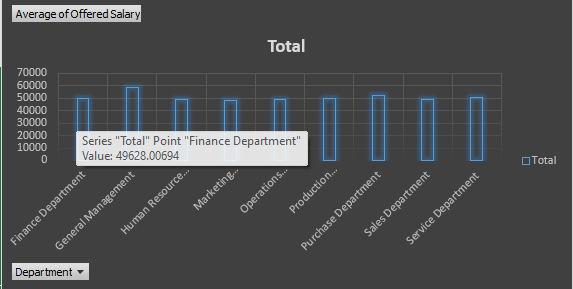 Average of Offered Salary
Total
70000
60000
50000
40000
30000
20000
10000
0
Series "Total" Point "Finance Department"
Value: 49628.00694
Total
Finance Department
General Management
Human Resource...
Marketing...
Operations...
Production...
Purchase Department
Sales Department
Service Department
Department